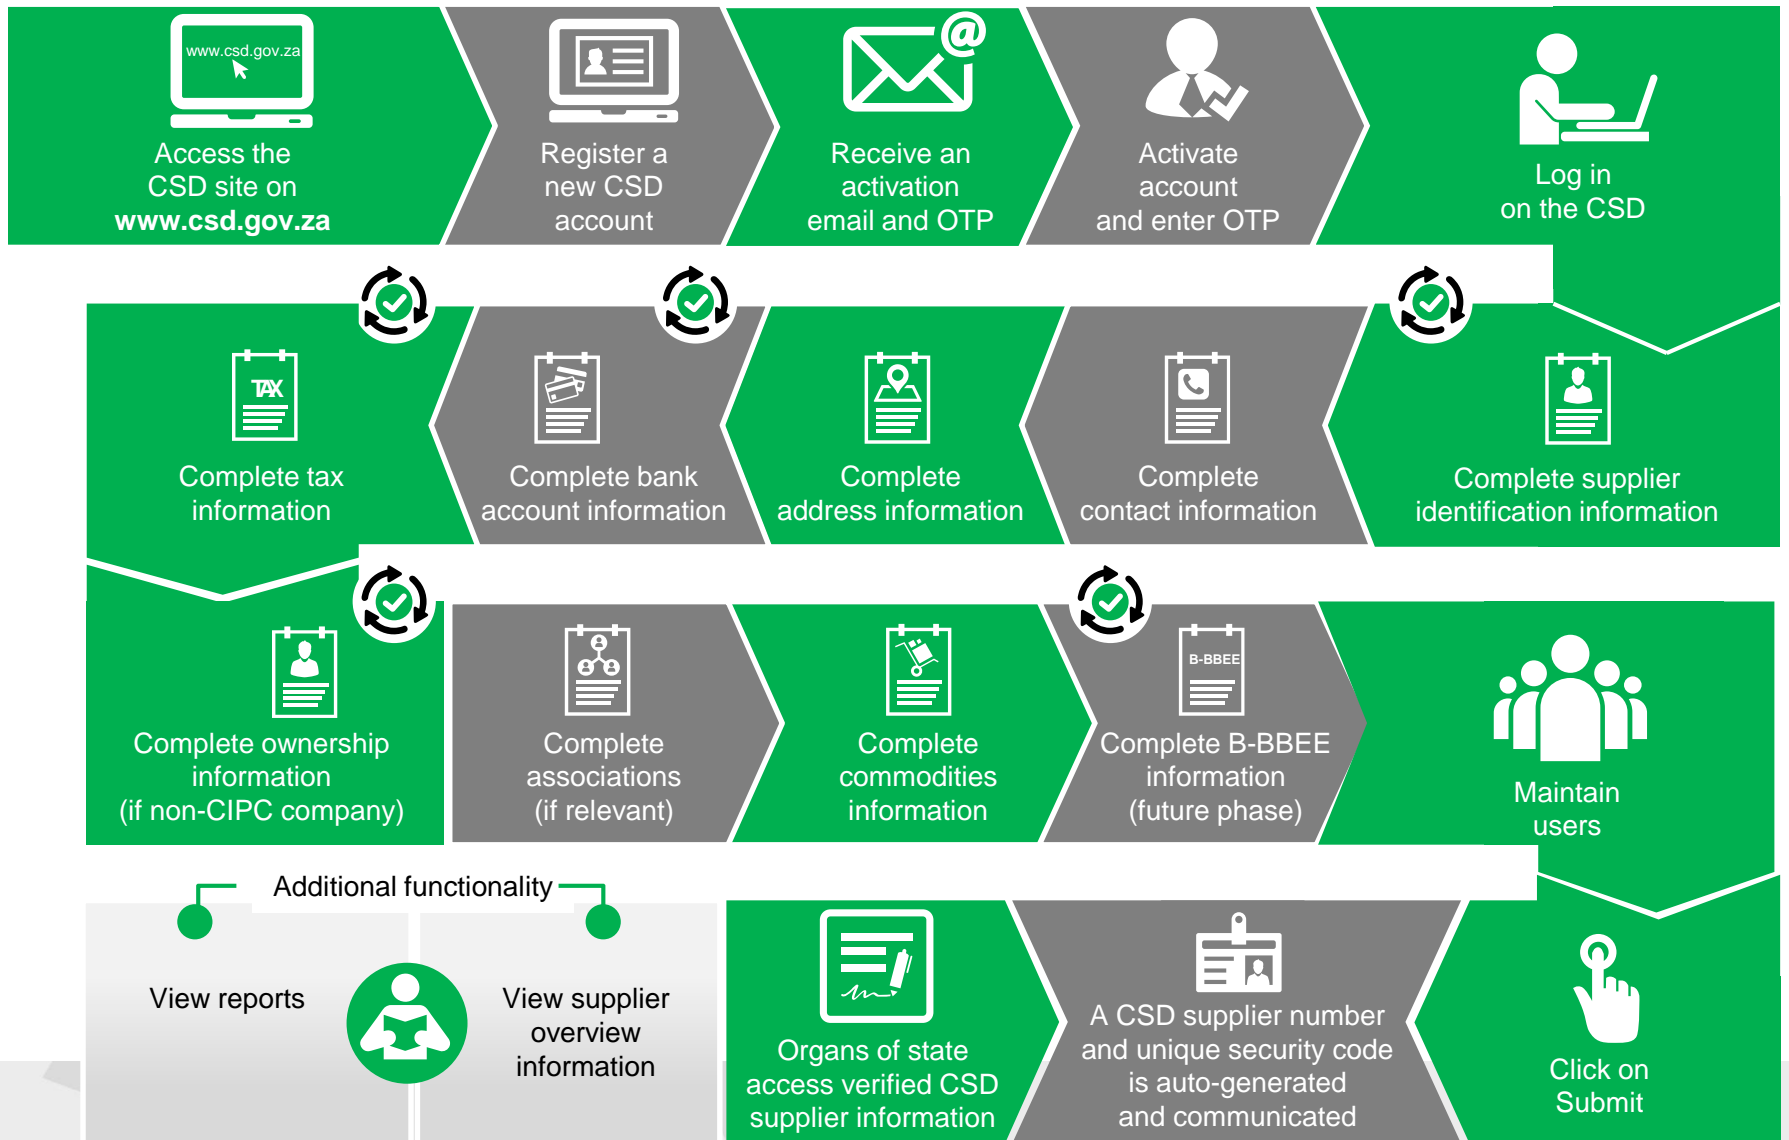 www.csd.gov.za
Access the
CSD site on
www.csd.gov.za
Register a
new CSD
account
Receive an
activation
email and OTP
Activate
account
and enter OTP
Log in
on the CSD
TAX
Complete tax
information
Complete bank
account information
Complete
address information
Complete
contact information
Complete supplier
identification information
Complete ownership
information
(if non-CIPC company)
Complete
associations
(if relevant)
Complete
commodities
information
B-BBEE
Complete B-BBEE
information
(future phase)
Maintain
users
Additional functionality
View reports
View supplier
overview
information
Organs of state
access verified CSD
supplier information
A CSD supplier number
and unique security code
is auto-generated
and communicated
Click on
Submit